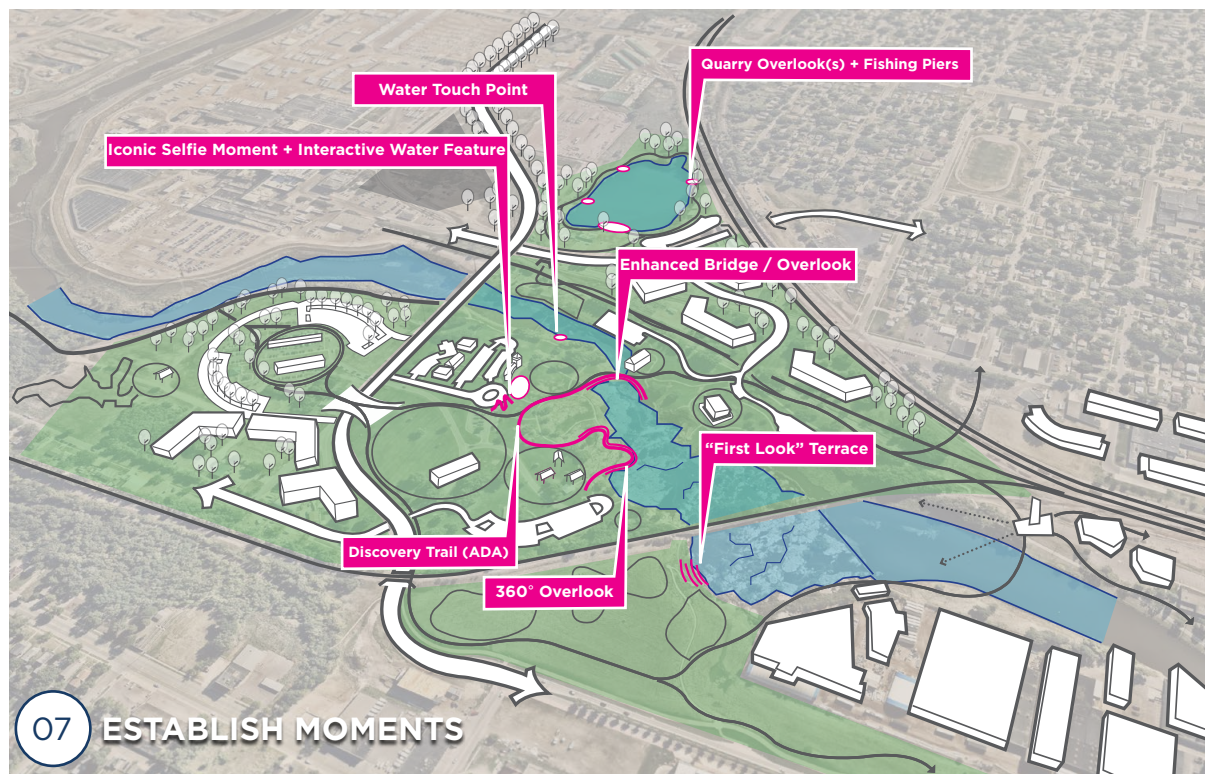 Quarry Overlook(s) + Fishing Piers
Water Touch Point
Iconic Selfie Moment + Interactive Water Feature
Enhanced Bridge / Overlook
“First Look” Terrace
Discovery Trail (ADA)
360° Overlook
07 ESTABLISH MOMENTS